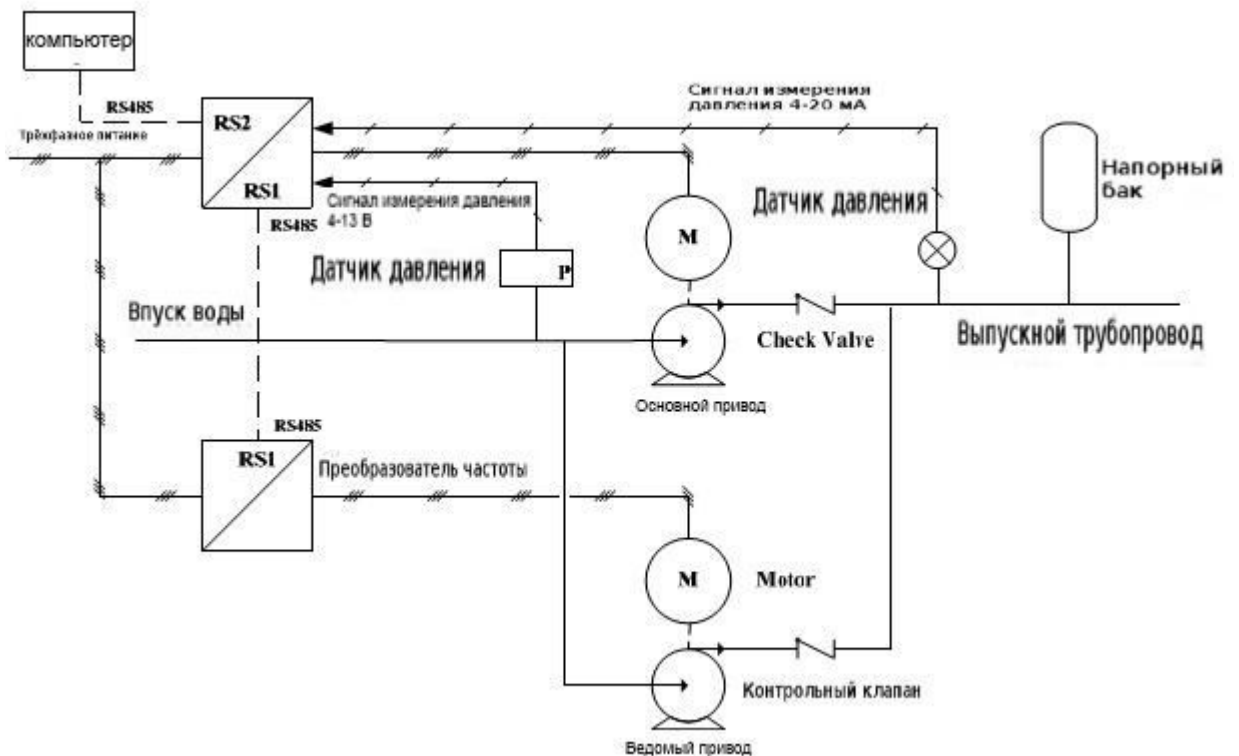 компьютер
RS485
Трёхфазное питание
RS2
RS1
RS485
Сигнал измерения
давления 4-20 мА
Сигнал измерения давления
4-13 В
Датчик давления
P
M
Датчик давления
Напорный
бак
Впуск воды
Check Valve
Выпускной трубопровод
Основной привод
RS485
RS1
Преобразователь частоты
M
Motor
Контрольный клапан
Ведомый привод